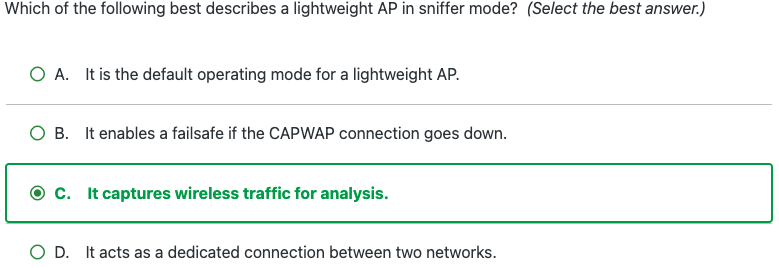 Which of the following best describes a lightweight AP in sniffer mode? (Select the best answer.)
A. It is the default operating mode for a lightweight AP.
B. It enables a failsafe if the CAPWAP connection goes down.
C. It captures wireless traffic for analysis.
D. It acts as a dedicated connection between two networks.